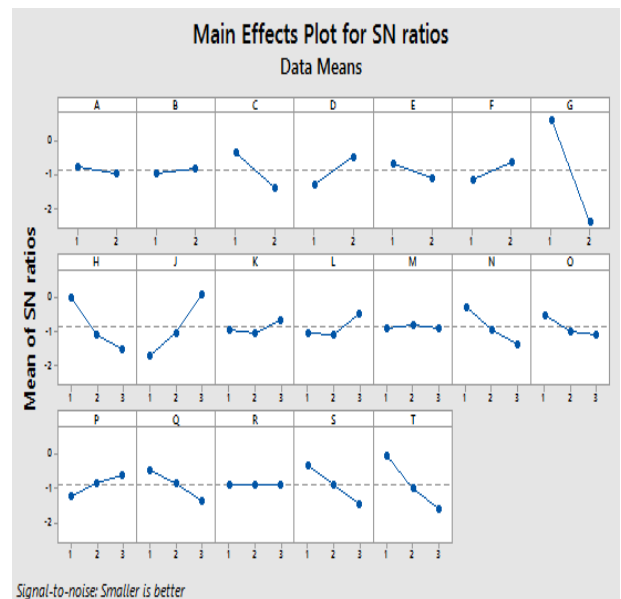 Main Effects Plot for SN ratios
Data Means
A B C D E F G
0
-1
-2
1 2 1 2 1 2 1 2 1 2 1 2 1 2
H J K L M N O
0
-1
-2
1 2 3 1 2 3 1 2 3 1 2 3 1 2 3 1 2 3 1 2 3
P Q R S T
0
-1
-2
1 2 3 1 2 3 1 2 3 1 2 3 1 2 3
Mean of SN ratios
Signal-to-noise: Smaller is better